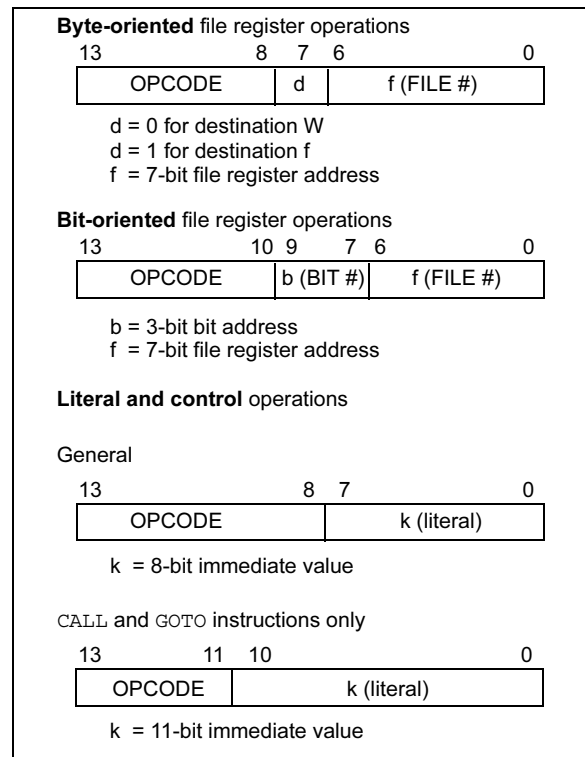 Byte-oriented file register operations
13 8 7 6 0
OPCODE d f (FILE #)
d = 0 for destination W
d = 1 for destination f
f = 7-bit file register address
Bit-oriented file register operations
13 10 9 7 6 0
OPCODE b (BIT #) f (FILE #)
b = 3-bit bit address
f = 7-bit file register address
Literal and control operations
General
13 8 7 0
OPCODE k (literal)
k = 8-bit immediate value
CALL and GOTO instructions only
13 11 10 0
OPCODE k (literal)
k = 11-bit immediate value